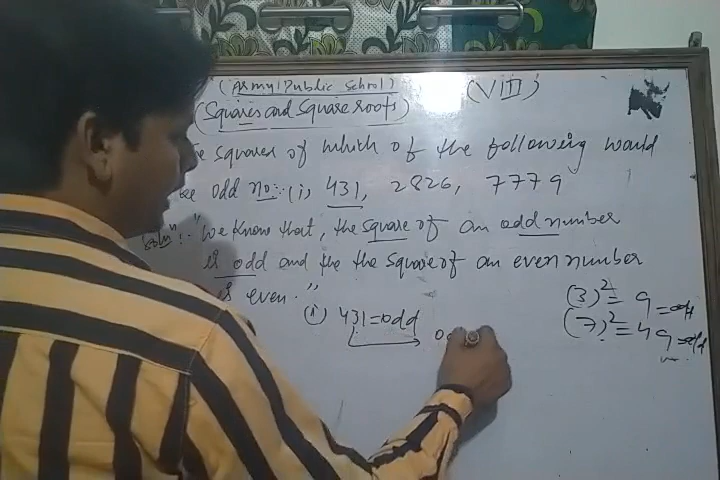 (Army Public School)
(Squares and Square roots) (VIII)
squares of which of the following would
be odd no:- (i) 431, 2826, 7779
Soln:- "We know that, the square of an odd number
is odd and the the square of an even number
is even."
(i) 431=odd
(3)²= 9 =odd
(7)²=49=odd